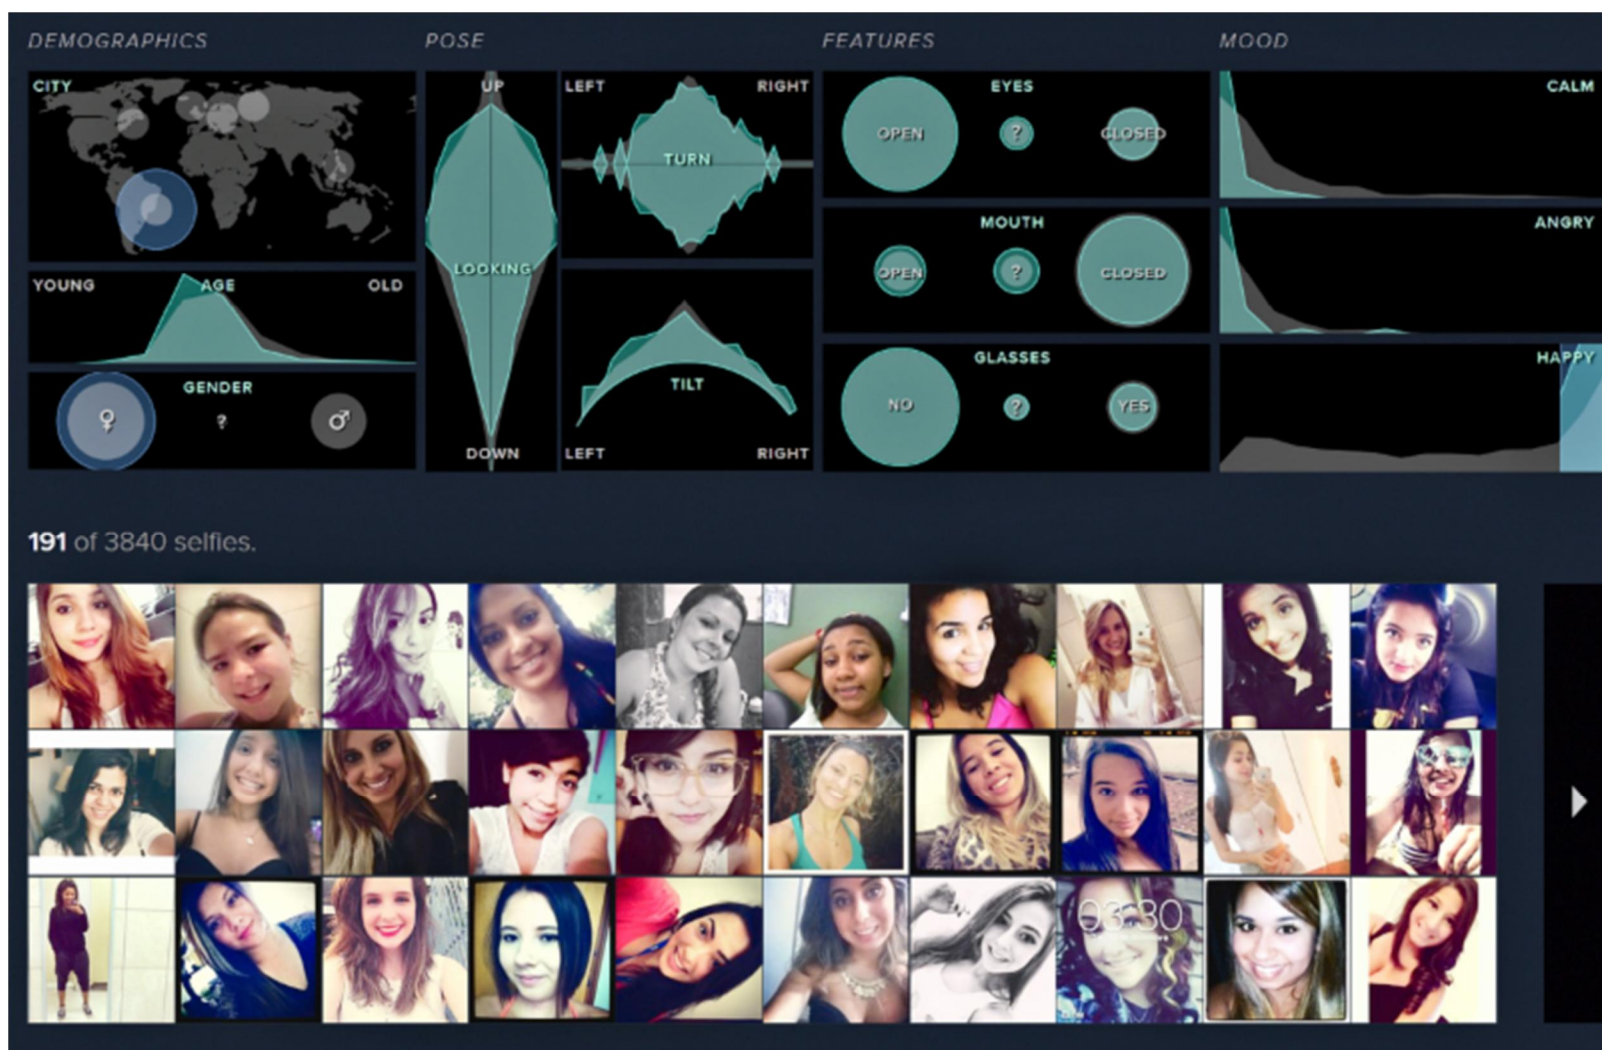 DEMOGRAPHICS
POSE
FEATURES
MOOD
CITY
YOUNG
AGE
OLD
GENDER
♀
?
♂
UP
LOOKING
DOWN
LEFT
RIGHT
TURN
TILT
LEFT
RIGHT
EYES
OPEN
?
CLOSED
MOUTH
OPEN
?
CLOSED
GLASSES
NO
?
YES
CALM
ANGRY
HAPPY
191 of 3840 selfies.
03:30